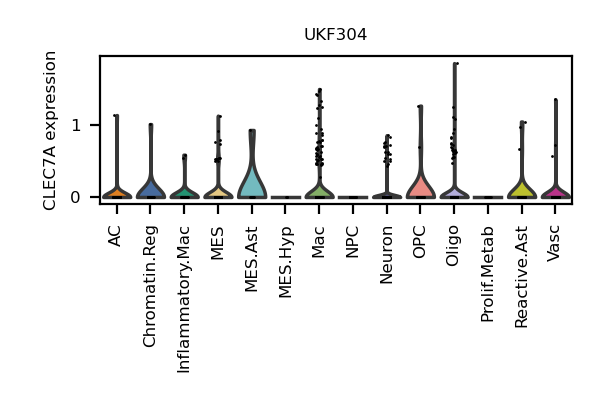 UKF304
CLEC7A expression
1
0
AC
Chromatin.Reg
Inflammatory.Mac
MES
MES.Ast
MES.Hyp
Mac
NPC
Neuron
OPC
Oligo
Prolif.Metab
Reactive.Ast
Vasc